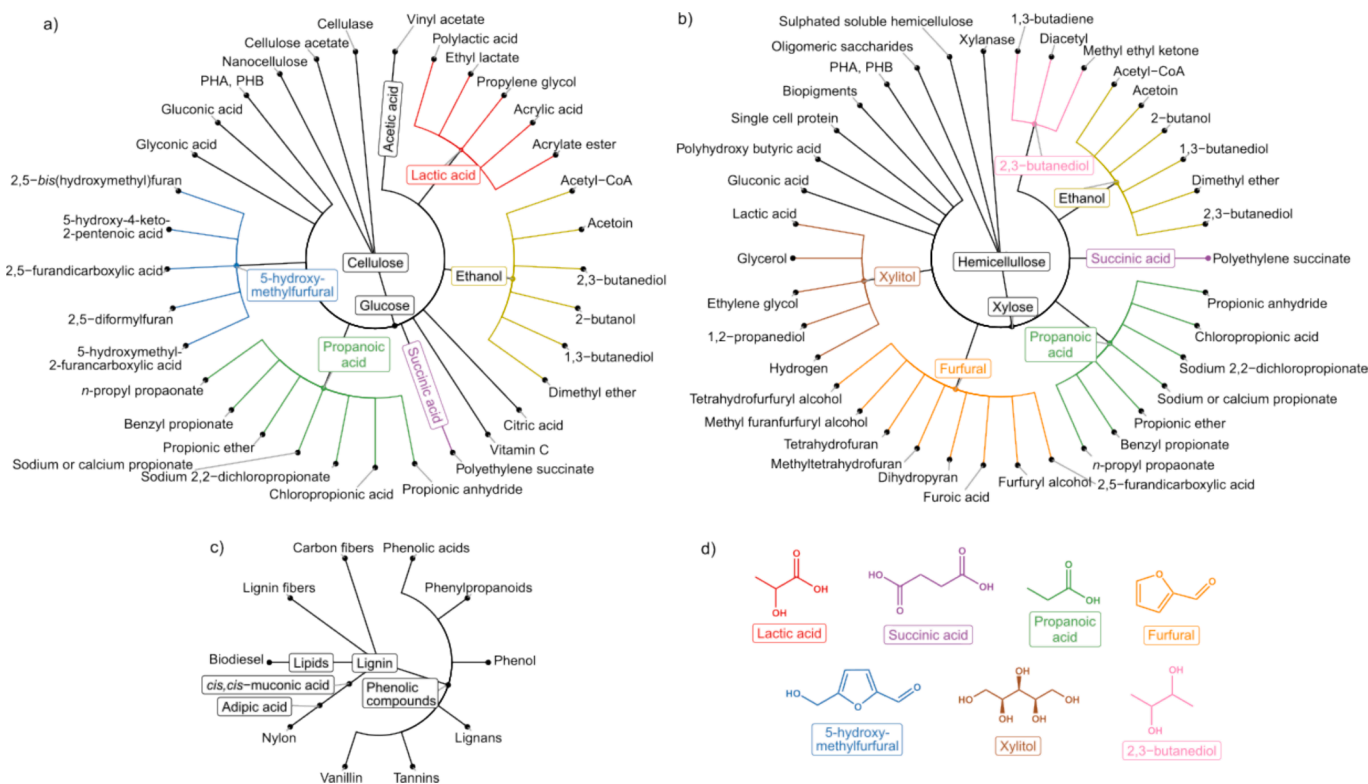 a)
Vinyl acetate
Cellulase
Polylactic acid
Cellulose acetate
Ethyl lactate
Nanocellulose
Propylene glycol
PHA, PHB
Acrylic acid
Gluconic acid
Acetic acid
Acrylate ester
Glyconic acid
Lactic acid
2,5-bis(hydroxymethyl)furan
Acetyl-CoA
5-hydroxy-4-keto-
2-pentenoic acid
Acetoin
Cellulose
2,5-furandicarboxylic acid
5-hydroxy-
methylfurfural
Ethanol
2,3-butanediol
Glucose
2,5-diformylfuran
2-butanol
5-hydroxymethyl-
2-furancarboxylic acid
Propanoic
acid
Succinic acid
1,3-butanediol
n-propyl propaonate
Dimethyl ether
Benzyl propionate
Citric acid
Propionic ether
Vitamin C
Sodium or calcium propionate
Polyethylene succinate
Sodium 2,2-dichloropropionate
Chloropropionic acid
Propionic anhydride
b)
Sulphated soluble hemicellulose
1,3-butadiene
Xylanase
Diacetyl
Oligomeric saccharides
Methyl ethyl ketone
PHA, PHB
Acetyl-CoA
Biopigments
Acetoin
Single cell protein
2-butanol
Polyhydroxy butyric acid
2,3-butanediol
1,3-butanediol
Gluconic acid
Ethanol
Dimethyl ether
Lactic acid
2,3-butanediol
Glycerol
Hemicellullose
Succinic acid
Polyethylene succinate
Xylitol
Ethylene glycol
Xylose
Propionic anhydride
1,2-propanediol
Propanoic
acid
Chloropropionic acid
Hydrogen
Furfural
Sodium 2,2-dichloropropionate
Tetrahydrofurfuryl alcohol
Sodium or calcium propionate
Methyl furanfurfuryl alcohol
Propionic ether
Tetrahydrofuran
Benzyl propionate
Methyltetrahydrofuran
n-propyl propaonate
Dihydropyran
Furfuryl alcohol
2,5-furandicarboxylic acid
Furoic acid
c)
Carbon fibers
Phenolic acids
Lignin fibers
Phenylpropanoids
Biodiesel
Lipids
Lignin
Phenol
cis,cis-muconic acid
Phenolic
compounds
Adipic acid
Nylon
Lignans
Vanillin
Tannins
d)
O
OH
OH
Lactic acid
HO
O
O
OH
Succinic acid
O
OH
Propanoic
acid
O
O
Furfural
HO
O
O
5-hydroxy-
methylfurfural
OH
HO
OH
OH
OH
Xylitol
OH
OH
2,3-butanediol